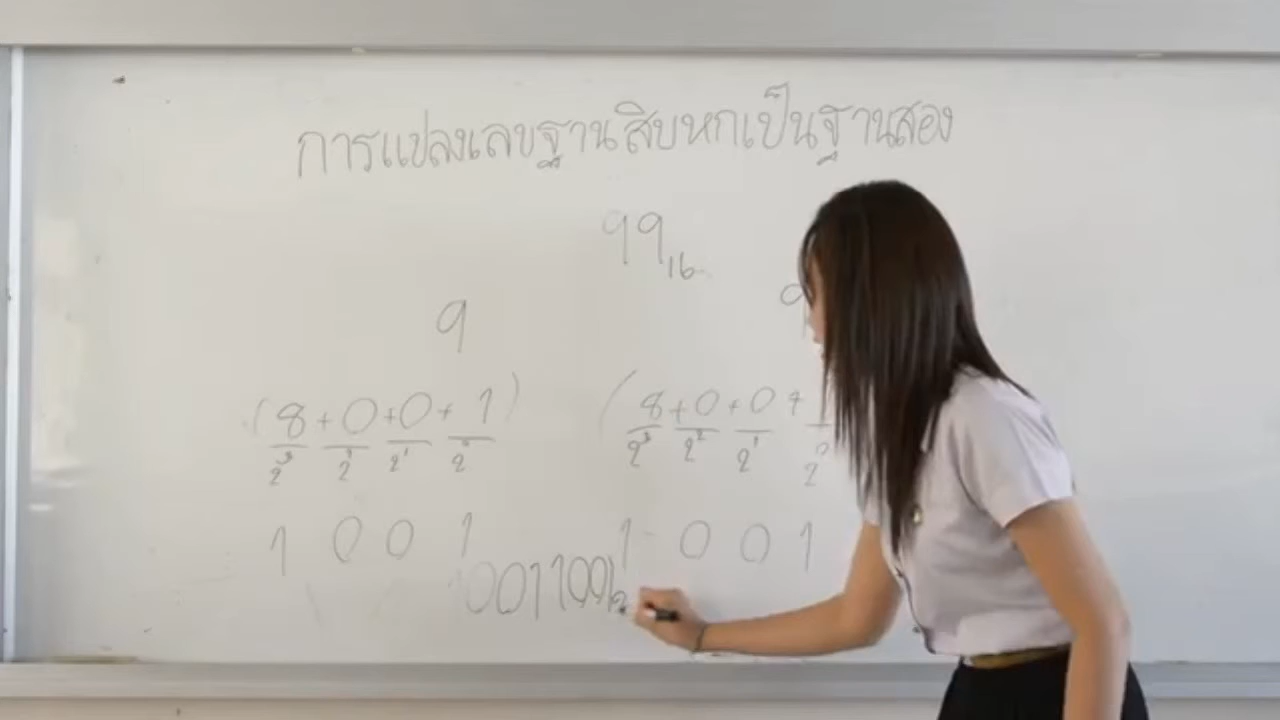 การแปลงเลขฐานสิบหกเป็นฐานสอง
99₁₆
9 9
(8+0+0+1) (8+0+0+
2³ 2² 2¹ 2⁰ 2³ 2² 2¹ 2⁰
1 0 0 1 1 0 0 1
10011001₂